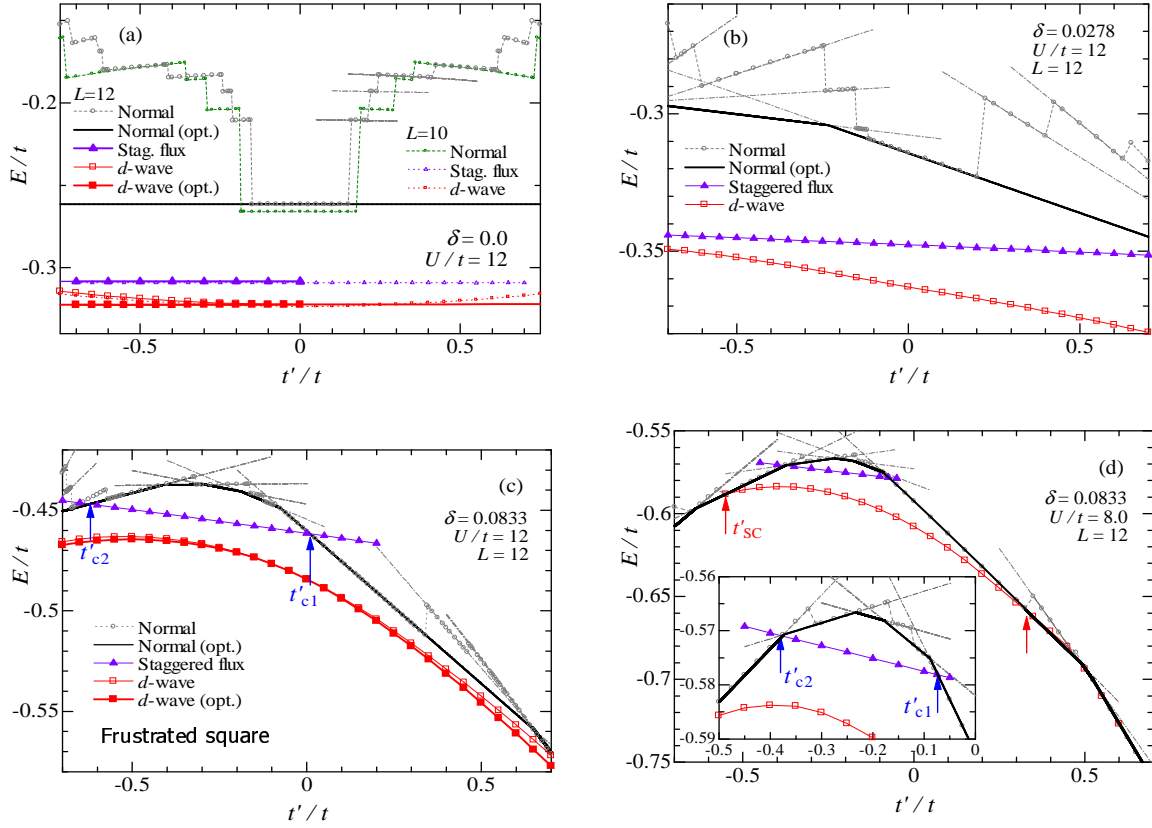 (a)
-0.2
-0.3
E / t
L=12
Normal
Normal (opt.)
Stag. flux
d-wave
d-wave (opt.)
L=10
Normal
Stag. flux
d-wave
δ = 0.0
U / t = 12
-0.5 0 0.5
t' / t
(b)
δ = 0.0278
U / t = 12
L = 12
-0.3
-0.35
E / t
Normal
Normal (opt.)
Staggered flux
d-wave
-0.5 0 0.5
t' / t
(c)
δ = 0.0833
U / t = 12
L = 12
-0.45
-0.5
-0.55
E / t
t'c2
t'c1
Normal
Normal (opt.)
Staggered flux
d-wave
d-wave (opt.)
Frustrated square
-0.5 0 0.5
t' / t
(d)
δ = 0.0833
U / t = 8.0
L = 12
-0.55
-0.6
-0.65
-0.7
-0.75
E / t
t'SC
-0.56
-0.57
-0.58
-0.59
t'c2
t'c1
-0.5 -0.4 -0.3 -0.2 -0.1 0
-0.5 0 0.5
t' / t